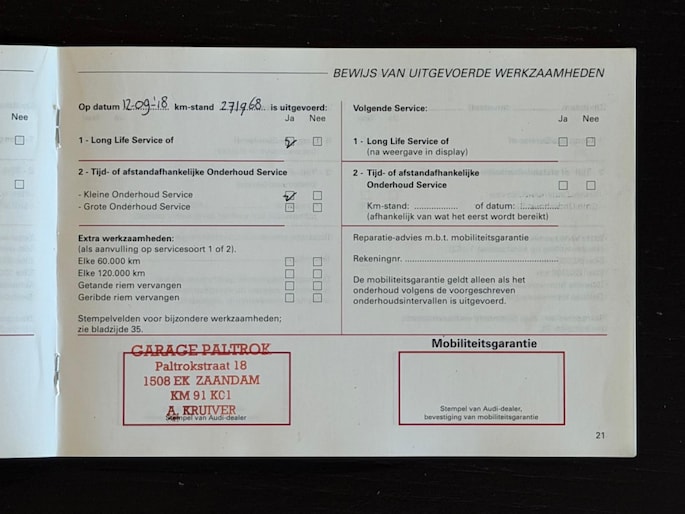 BEWIJS VAN UITGEVOERDE WERKZAAMHEDEN
Nee
Op datum 12-09-'18 km-stand 271968 is uitgevoerd:
Ja Nee
1 - Long Life Service of
2 - Tijd- of afstandafhankelijke Onderhoud Service
- Kleine Onderhoud Service
- Grote Onderhoud Service
Extra werkzaamheden:
(als aanvulling op servicesoort 1 of 2).
Elke 60.000 km
Elke 120.000 km
Getande riem vervangen
Geribde riem vervangen
Stempelvelden voor bijzondere werkzaamheden;
zie bladzijde 35.
GARAGE PALTROK
Paltrokstraat 18
1508 EK ZAANDAM
KM 91 KO1
A. KRUIVER
Stempel van Audi-dealer
Volgende Service:
Ja Nee
1 - Long Life Service of
(na weergave in display)
2 - Tijd- of afstandafhankelijke
Onderhoud Service
Km-stand: .................. of datum: ..................
(afhankelijk van wat het eerst wordt bereikt)
Reparatie-advies m.b.t. mobiliteitsgarantie
Rekeningnr. ..................
De mobiliteitsgarantie geldt alleen als het
onderhoud volgens de voorgeschreven
onderhoudsintervallen is uitgevoerd.
Mobiliteitsgarantie
Stempel van Audi-dealer,
bevestiging van mobiliteitsgarantie
21